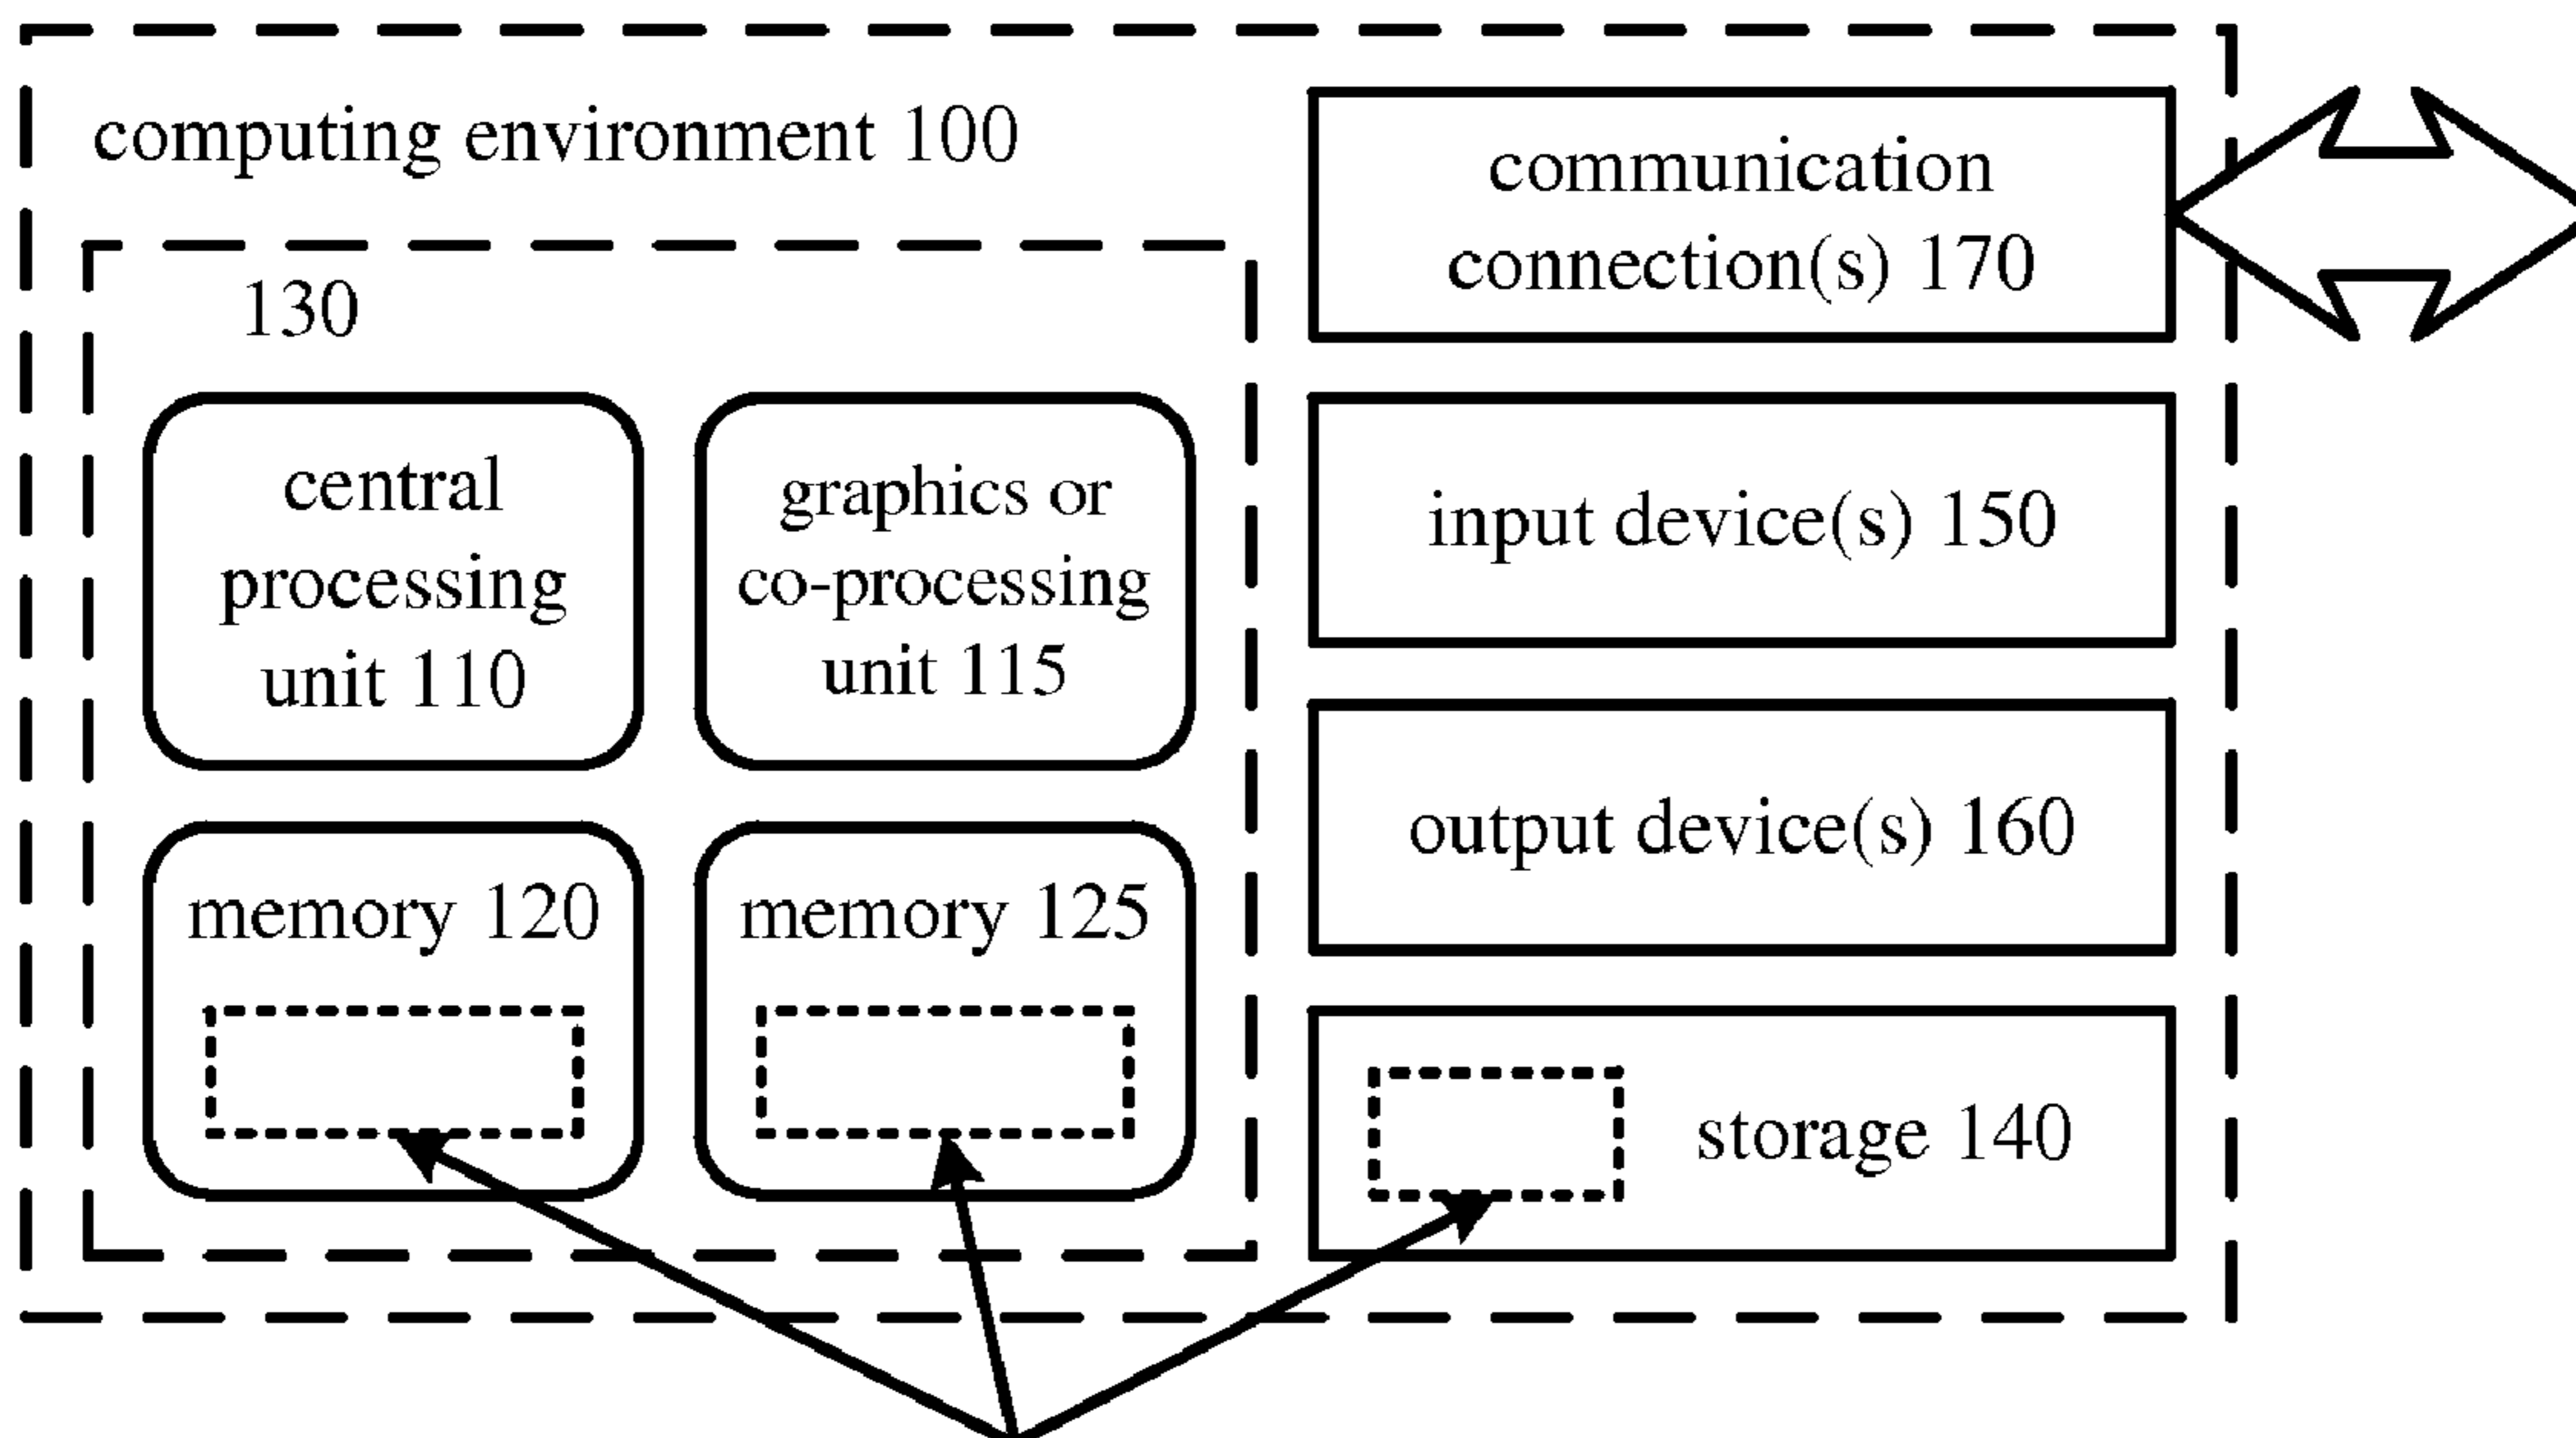 computing environment 100
communication
connection(s) 170
130
central
processing
unit 110
graphics or
co-processing
unit 115
input device(s) 150
output device(s) 160
memory 120
memory 125
storage 140